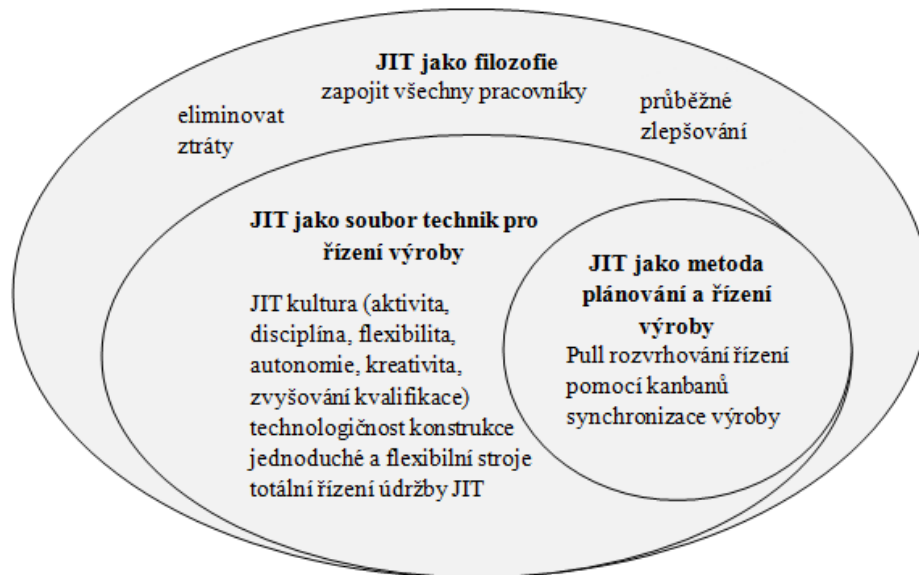 JIT jako filozofie
zapojit všechny pracovníky
eliminovat
ztráty
průběžné
zlepšování
JIT jako soubor technik pro
řízení výroby
JIT kultura (aktivita,
disciplína, flexibilita,
autonomie, kreativita,
zvyšování kvalifikace)
technologičnost konstrukce
jednoduché a flexibilní stroje
totální řízení údržby JIT
JIT jako metoda
plánování a řízení
výroby
Pull rozvrhování řízení
pomocí kanbanů
synchronizace výroby